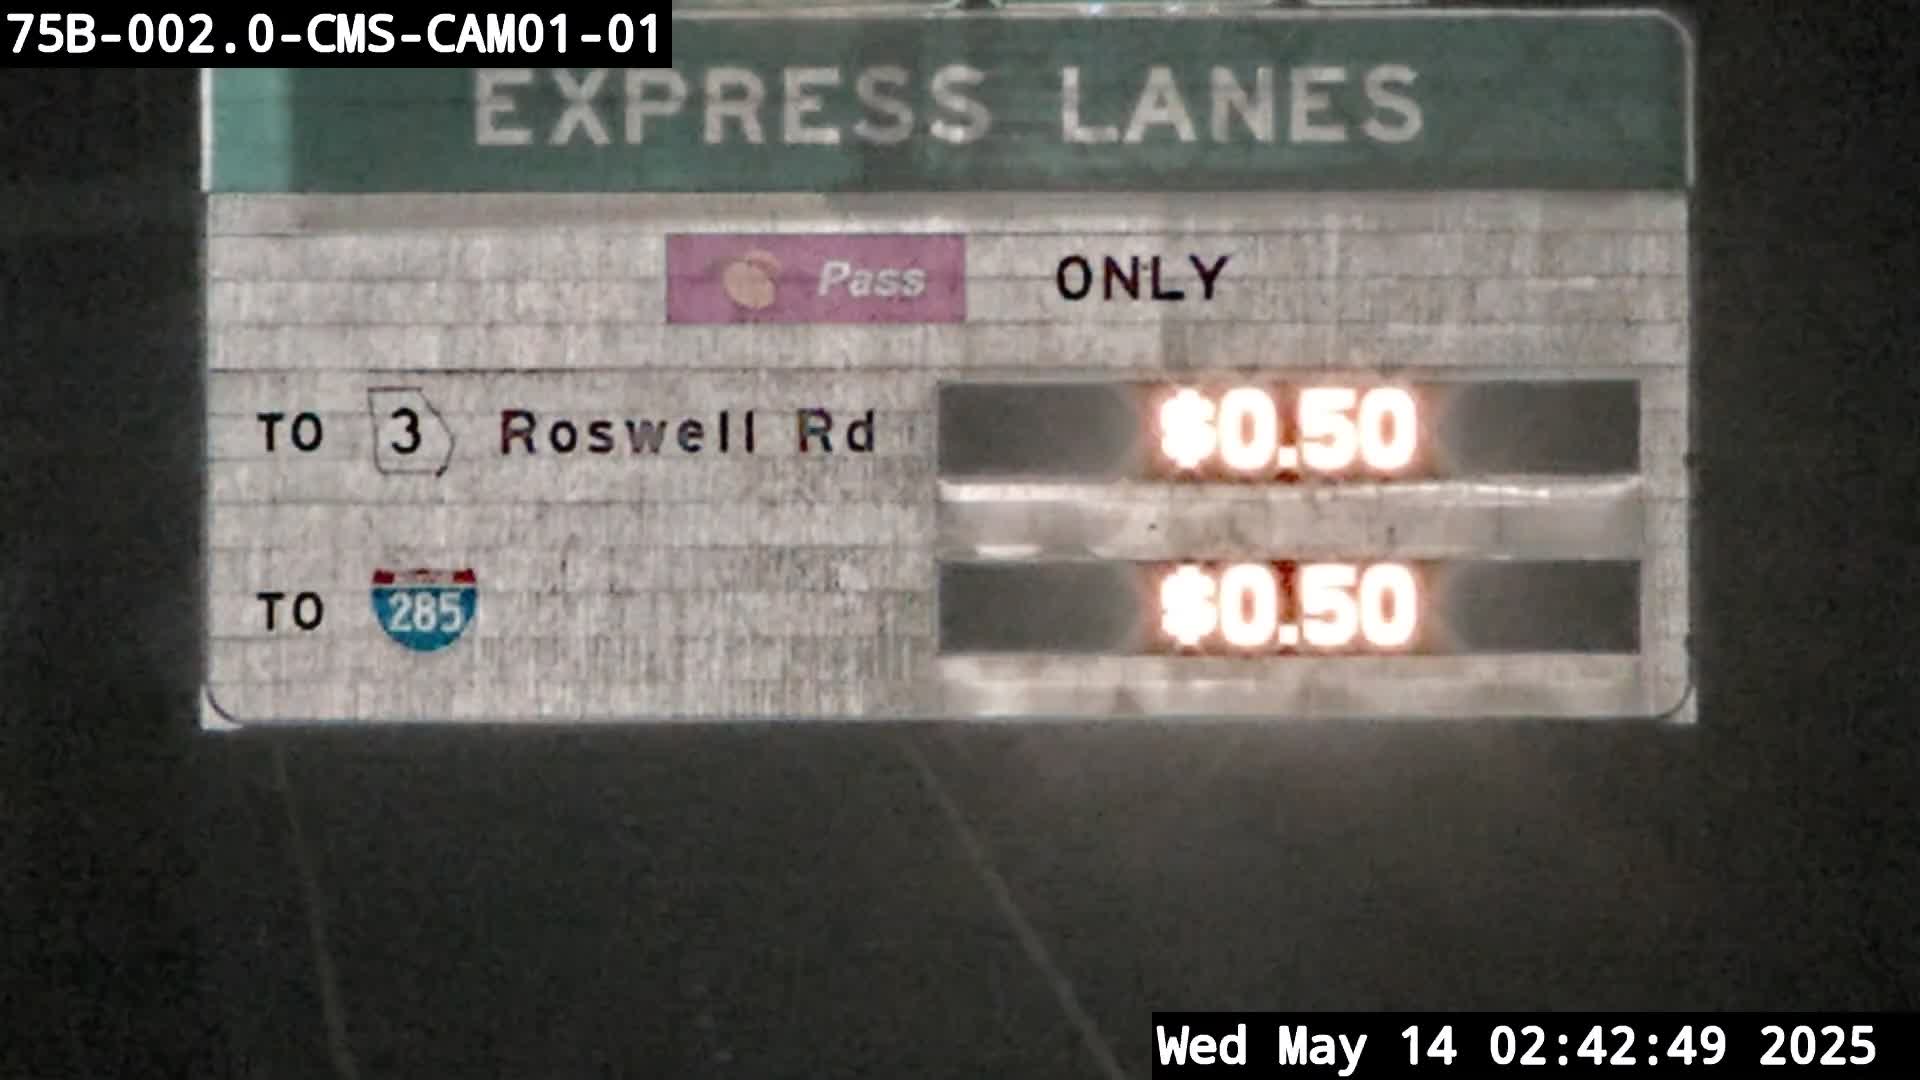 75B-002.0-CMS-CAM01-01
EXPRESS LANES
Pass ONLY
TO 3 Roswell Rd $0.50
TO 285 $0.50
Wed May 14 02:42:49 2025